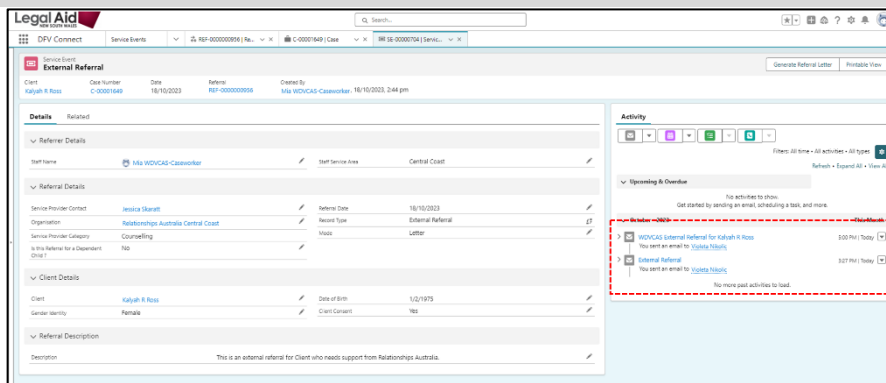 Legal Aid
NEW SOUTH WALES
Search...
DFV Connect
Service Events
REF-0000000956 | Re...
C-00001649 | Case
SE-00000704 | Servic...
Service Event
External Referral
Generate Referral Letter
Printable View
Client
Case Number
Date
Referral
Created By
Kalyah R Ross
C-00001649
18/10/2023
REF-0000000956
Mia WDVCAS-Caseworker, 18/10/2023, 2:44 pm
Details
Related
Referrer Details
Staff Name
Mia WDVCAS-Caseworker
Staff Service Area
Central Coast
Referral Details
Service Provider Contact
Jessica Skaratt
Referral Date
18/10/2023
Organisation
Relationships Australia Central Coast
Record Type
External Referral
Service Provider Category
Counselling
Mode
Letter
Is this Referral for a Dependant Child ?
No
Client Details
Client
Kalyah R Ross
Date of Birth
1/2/1975
Gender Identity
Female
Client Consent
Yes
Referral Description
Description
This is an external referral for Client who needs support from Relationships Australia.
Activity
Filters: All time • All activities • All types
Refresh • Expand All • View Al
Upcoming & Overdue
No activities to show.
Get started by sending an email, scheduling a task, and more.
October • 2023
This Month
WDVCAS External Referral for Kalyah R Ross
3:00 PM | Today
You sent an email to Violeta Nikolic
External Referral
3:27 PM | Today
You sent an email to Violeta Nikolic
No more past activities to load.